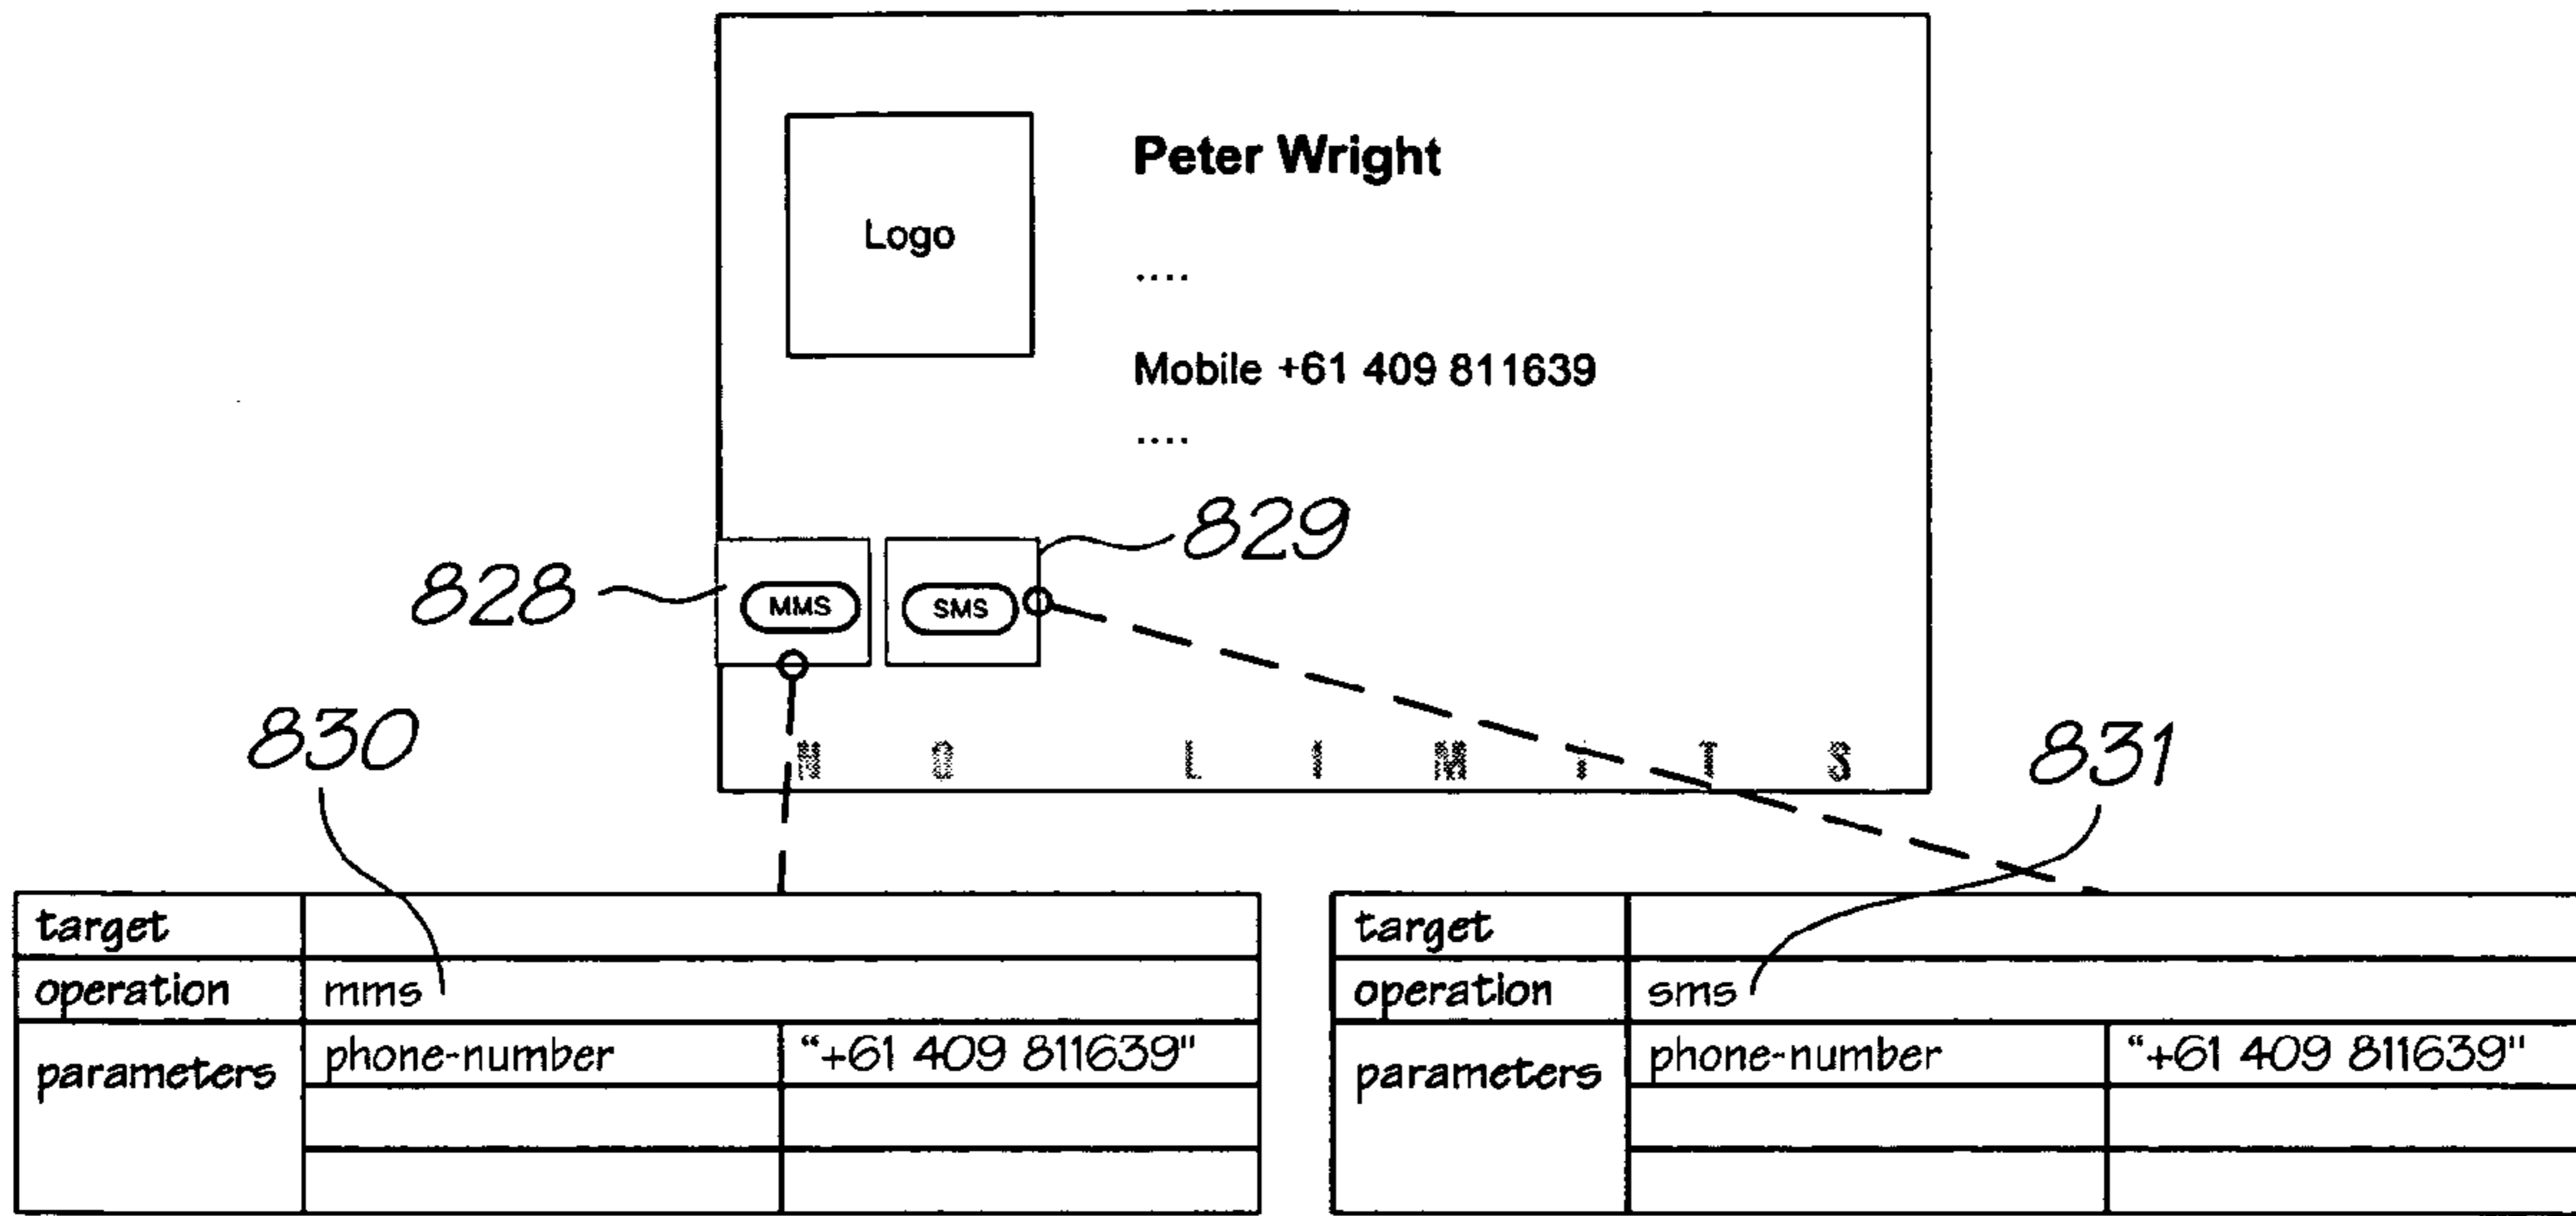 Peter Wright
Logo
....
Mobile +61 409 811639
....
829
828
MMS
SMS
830
831
target
operation mms
parameters phone-number "+61 409 811639"
target
operation sms
parameters phone-number "+61 409 811639"